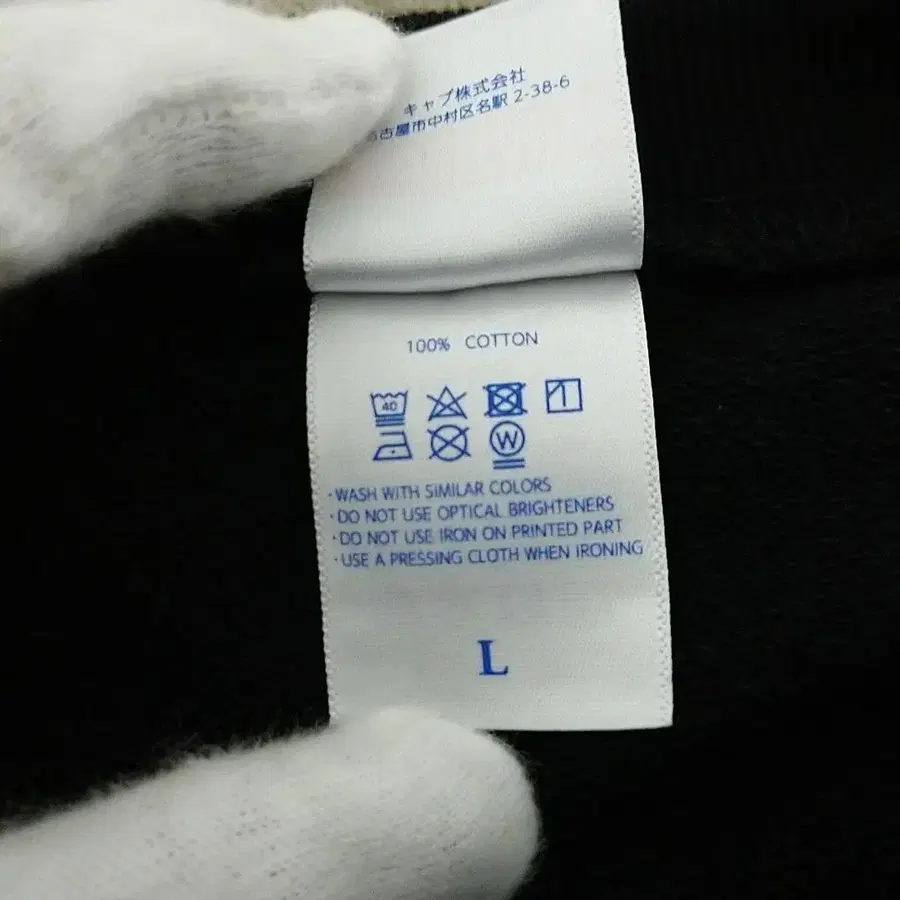 キャブ株式会社
古屋市中村区名駅 2-38-6
100% COTTON
40
W
·WASH WITH SIMILAR COLORS
·DO NOT USE OPTICAL BRIGHTENERS
·DO NOT USE IRON ON PRINTED PART
·USE A PRESSING CLOTH WHEN IRONING
L